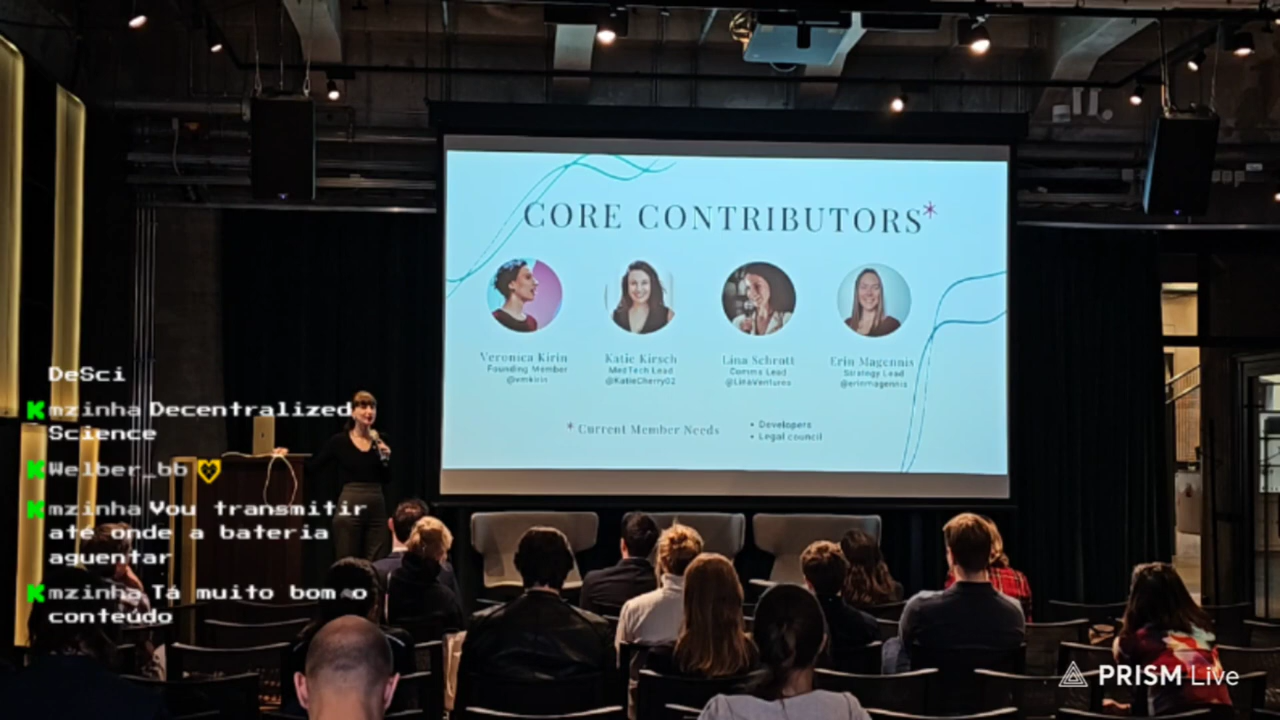 CORE CONTRIBUTORS*
Veronica Kirin
Founding Member
@vmkirin
Katie Kirsch
MedTech Lead
@KatieCherry02
Lina Schrott
Comms Lead
@LinaVentures
Erin Magennis
Strategy Lead
@erinmagennis
* Current Member Needs
• Developers
• Legal council
DeSci
mzinha Decentralized
Science
Welber_bb
mzinha Vou transmitir
até onde a bateria
aguentar
mzinha Tá muito bom o
conteúdo
PRISM Live